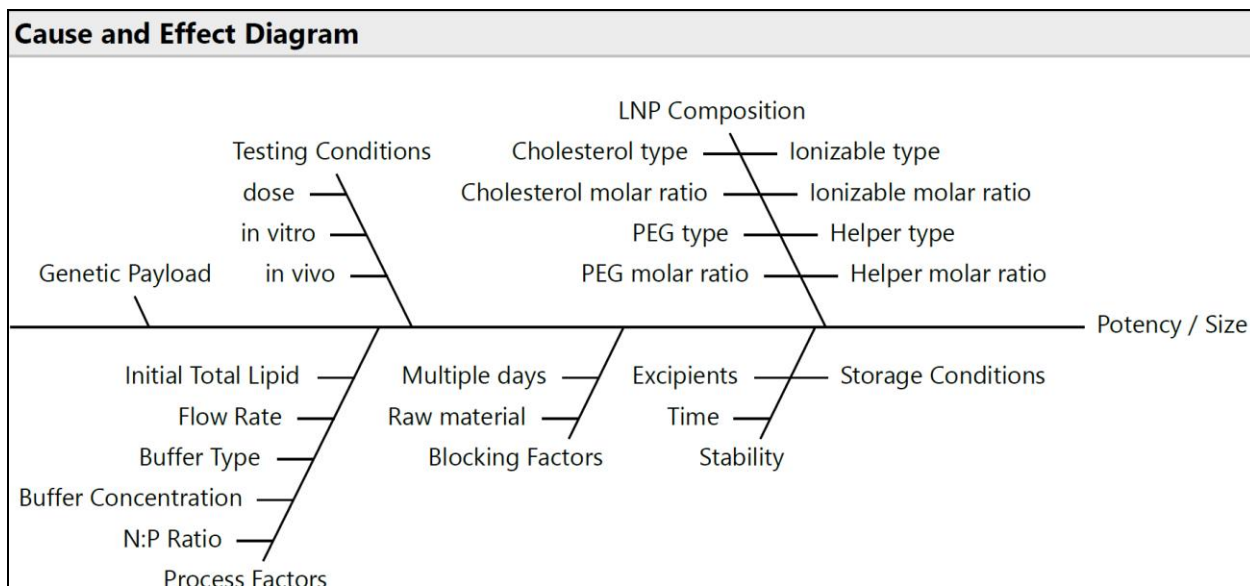 Cause and Effect Diagram
LNP Composition
Testing Conditions
Cholesterol type
Ionizable type
dose
Cholesterol molar ratio
Ionizable molar ratio
in vitro
PEG type
Helper type
Genetic Payload
in vivo
PEG molar ratio
Helper molar ratio
Potency / Size
Initial Total Lipid
Multiple days
Excipients
Storage Conditions
Flow Rate
Raw material
Time
Buffer Type
Blocking Factors
Stability
Buffer Concentration
N:P Ratio
Process Factors